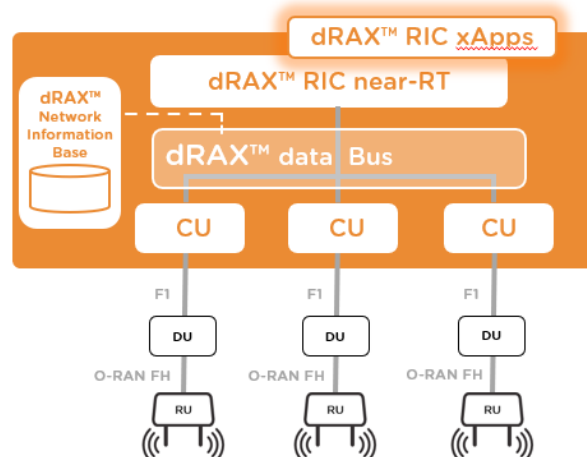 dRAX™ RIC xApps
dRAX™ RIC near-RT
dRAX™
Network
Information
Base
dRAX™ data Bus
CU CU CU
F1 F1 F1
DU DU DU
O-RAN FH O-RAN FH O-RAN FH
RU RU RU